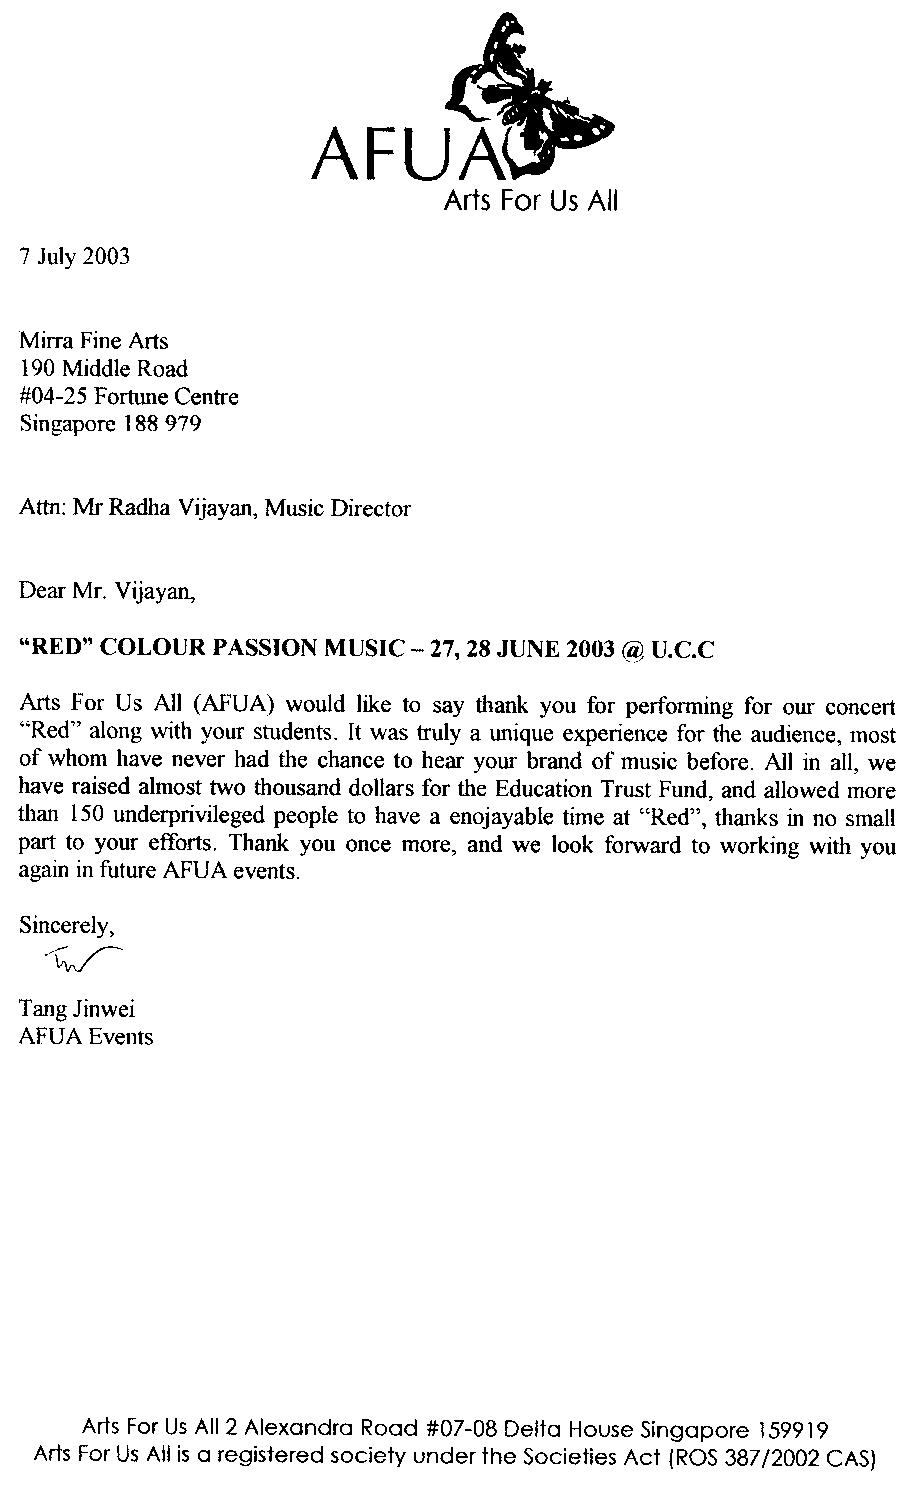 AFUA
Arts For Us All
7 July 2003
Mirra Fine Arts
190 Middle Road
#04-25 Fortune Centre
Singapore 188 979
Attn: Mr Radha Vijayan, Music Director
Dear Mr. Vijayan,
“RED” COLOUR PASSION MUSIC – 27, 28 JUNE 2003 @ U.C.C
Arts For Us All (AFUA) would like to say thank you for performing for our concert
“Red” along with your students. It was truly a unique experience for the audience, most
of whom have never had the chance to hear your brand of music before. All in all, we
have raised almost two thousand dollars for the Education Trust Fund, and allowed more
than 150 underprivileged people to have a enojayable time at “Red”, thanks in no small
part to your efforts. Thank you once more, and we look forward to working with you
again in future AFUA events.
Sincerely,
Tang Jinwei
AFUA Events
Arts For Us All 2 Alexandra Road #07-08 Delta House Singapore 159919
Arts For Us All is a registered society under the Societies Act (ROS 387/2002 CAS)